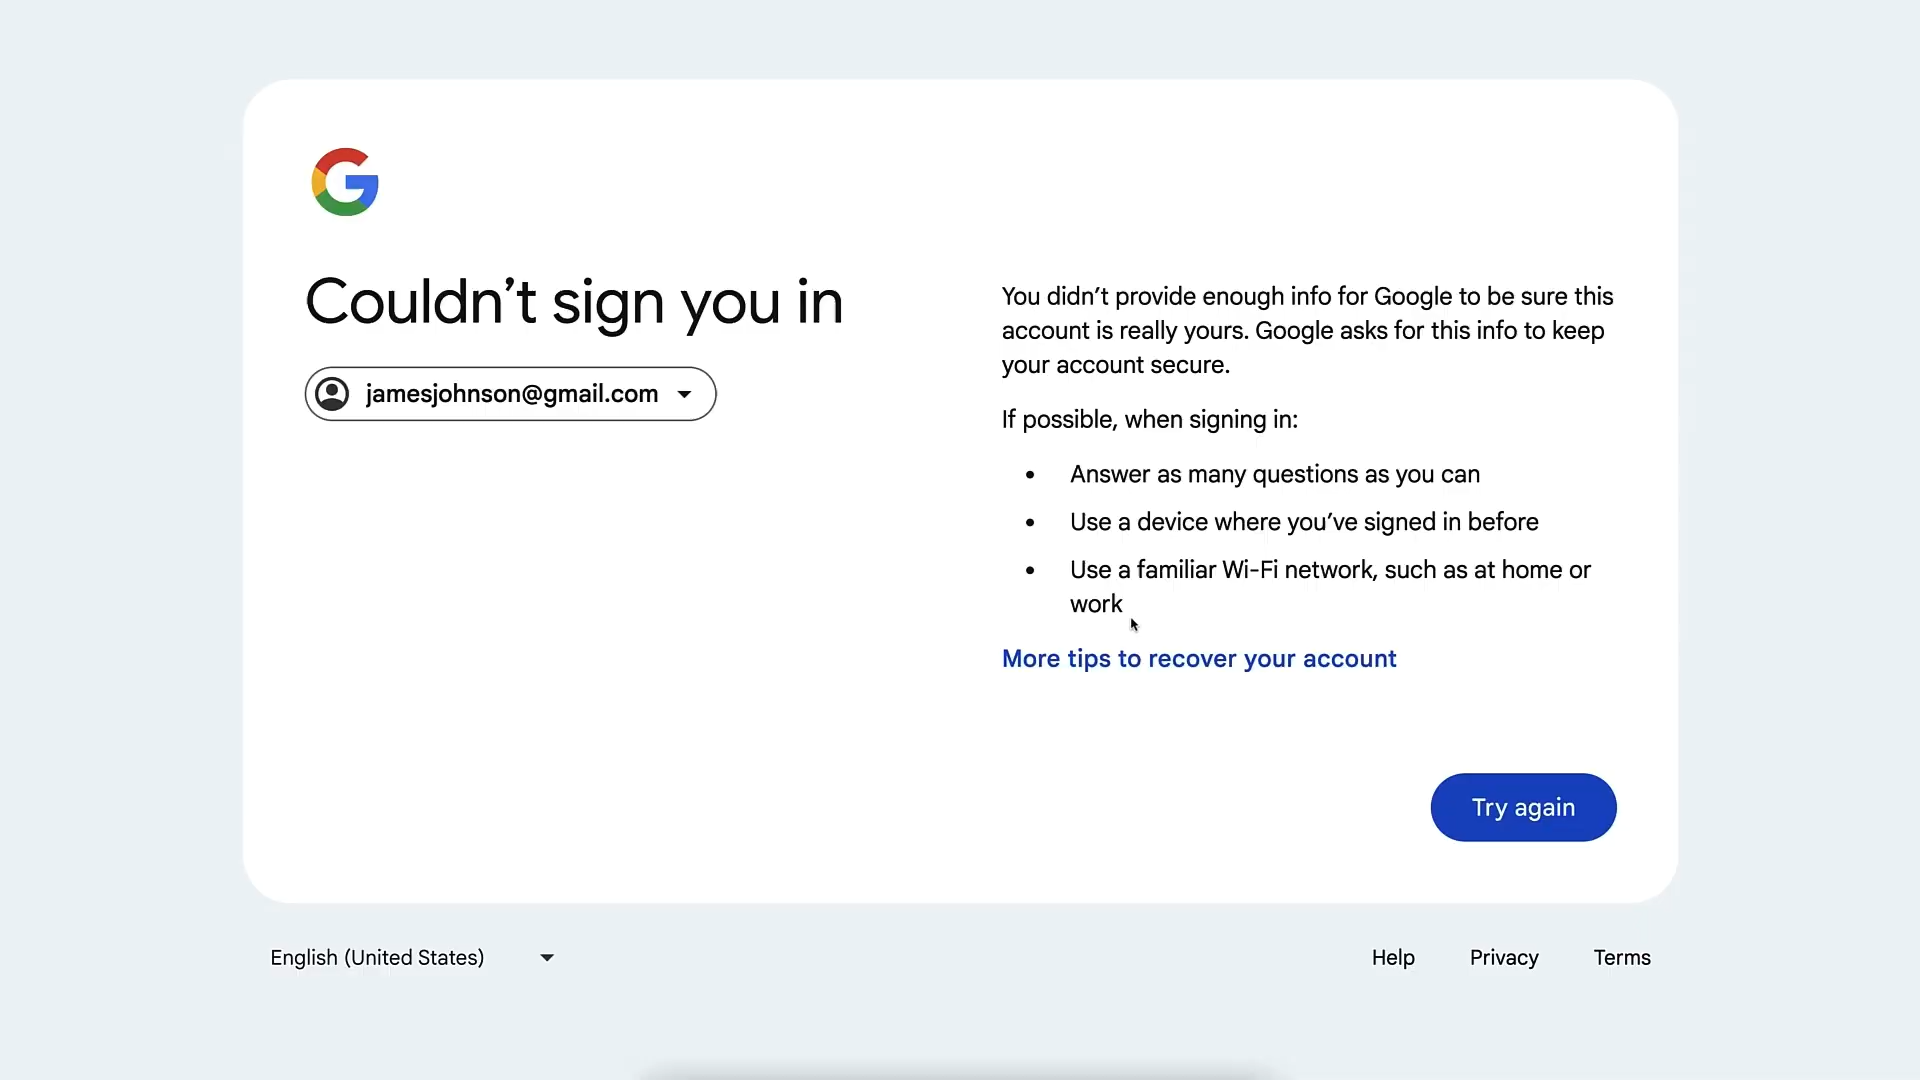 Couldn’t sign you in
jamesjohnson@gmail.com
You didn’t provide enough info for Google to be sure this
account is really yours. Google asks for this info to keep
your account secure.
If possible, when signing in:
• Answer as many questions as you can
• Use a device where you’ve signed in before
• Use a familiar Wi-Fi network, such as at home or
work
More tips to recover your account
Try again
English (United States)
Help Privacy Terms